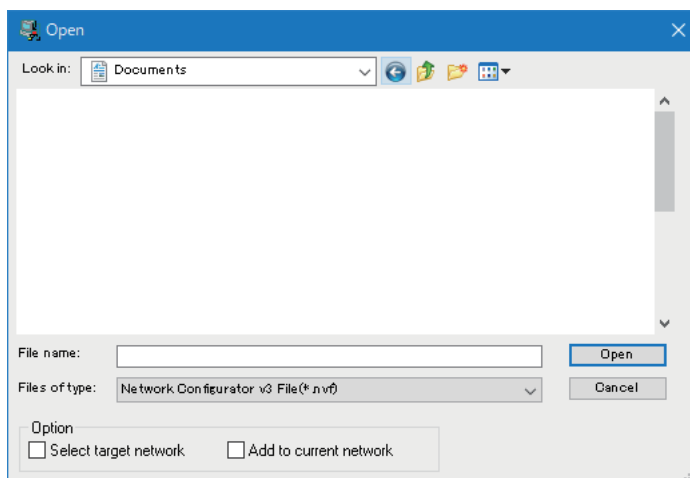 Open
Look in: Documents
File name: Open
Files of type: Network Configurator v3 File(*.nvf) Cancel
Option
Select target network Add to current network